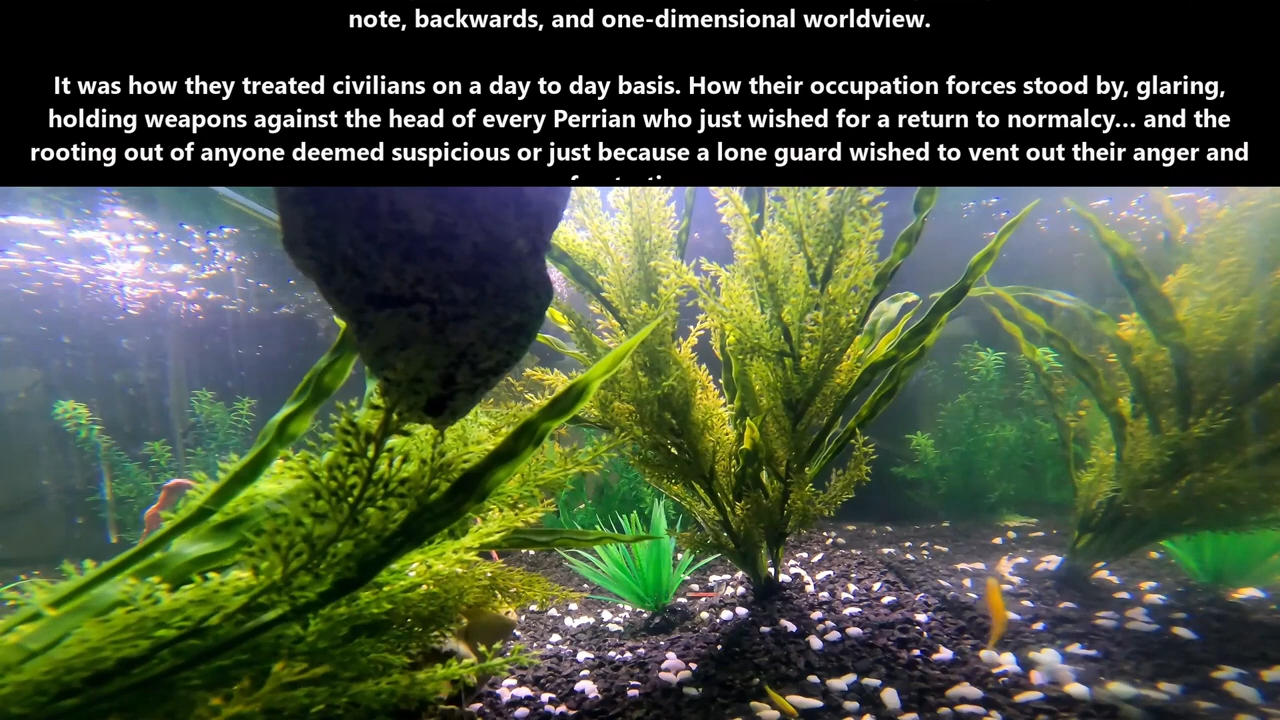 note, backwards, and one-dimensional worldview.
It was how they treated civilians on a day to day basis. How their occupation forces stood by, glaring,
holding weapons against the head of every Perrian who just wished for a return to normalcy... and the
rooting out of anyone deemed suspicious or just because a lone guard wished to vent out their anger and